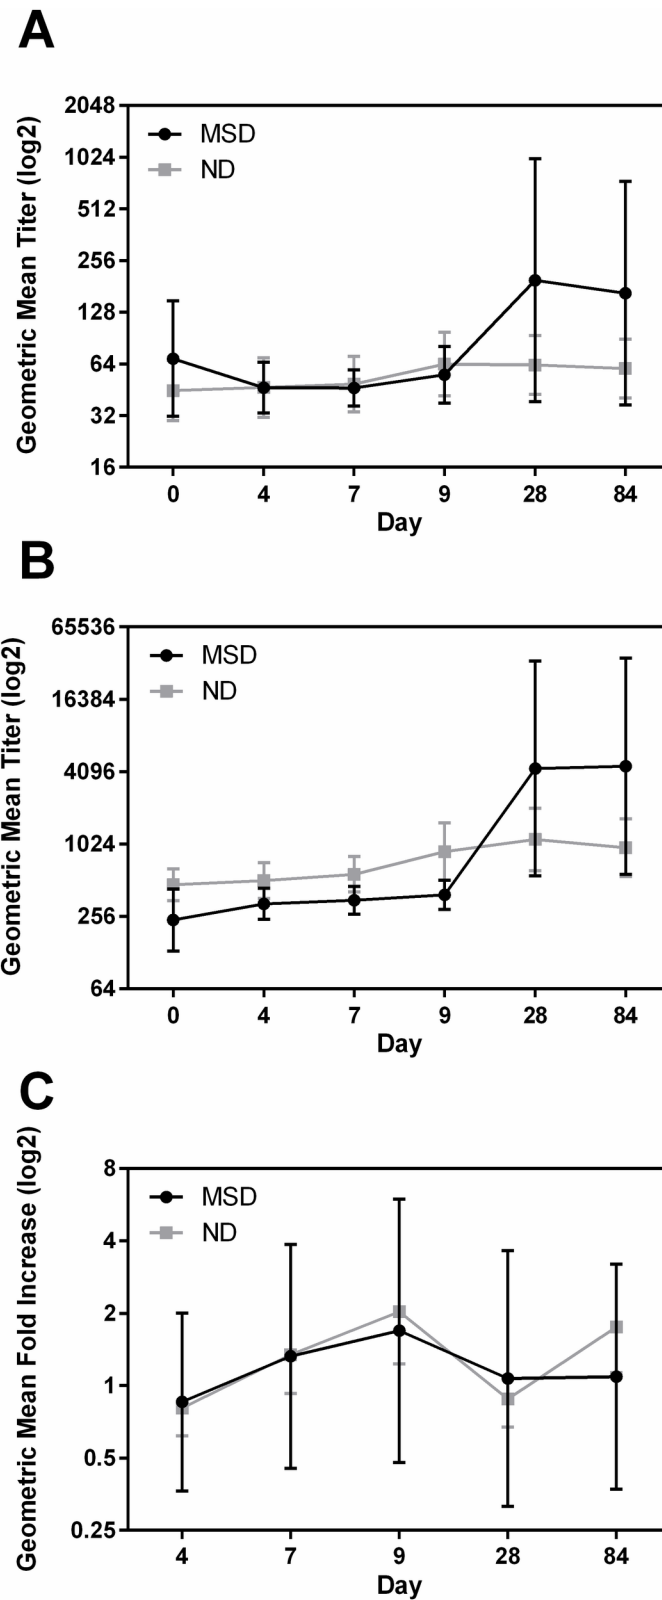 A
Geometric Mean Titer (log2)
2048
1024
512
256
128
64
32
16
MSD
ND
0 4 7 9 28 84
Day
B
Geometric Mean Titer (log2)
65536
16384
4096
1024
256
64
MSD
ND
0 4 7 9 28 84
Day
C
Geometric Mean Fold Increase (log2)
8
4
2
1
0.5
0.25
MSD
ND
4 7 9 28 84
Day